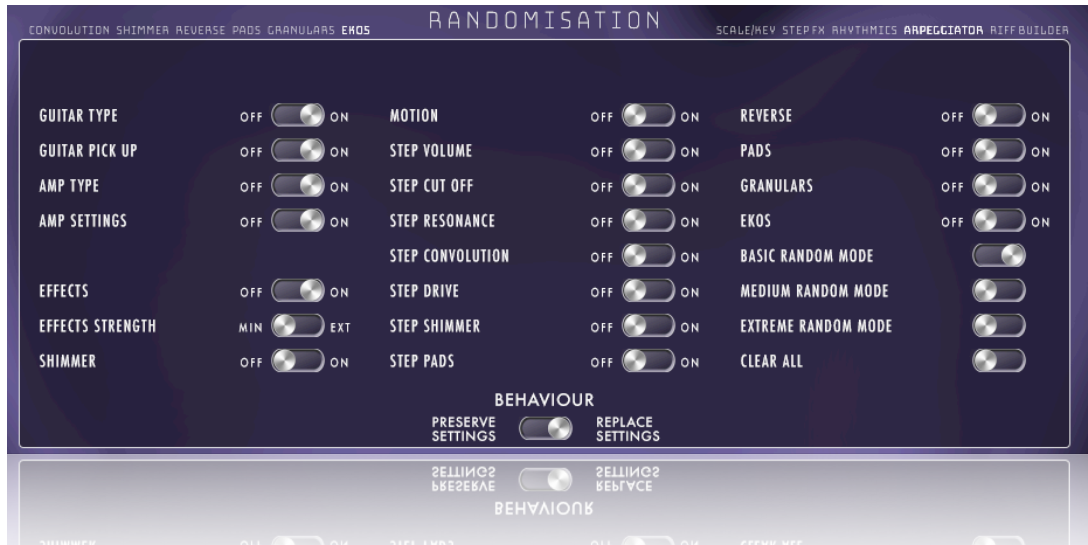 RANDOMISATION
CONVOLUTION SHIMMER REVERSE PADS GRANULARS EKOS
SCALE/KEY STEP FX RHYTHMICS ARPEGGIATOR RIFF BUILDER
GUITAR TYPE OFF ON MOTION OFF ON REVERSE OFF ON
GUITAR PICK UP OFF ON STEP VOLUME OFF ON PADS OFF ON
AMP TYPE OFF ON STEP CUT OFF OFF ON GRANULARS OFF ON
AMP SETTINGS OFF ON STEP RESONANCE OFF ON EKOS OFF ON
STEP CONVOLUTION OFF ON BASIC RANDOM MODE
EFFECTS OFF ON STEP DRIVE OFF ON MEDIUM RANDOM MODE
EFFECTS STRENGTH MIN EXT STEP SHIMMER OFF ON EXTREME RANDOM MODE
SHIMMER OFF ON STEP PADS OFF ON CLEAR ALL
BEHAVIOUR
PRESERVE REPLACE
SETTINGS SETTINGS
SETTINGS SETTINGS
PRESERVE REPLACE
BEHAVIOUR